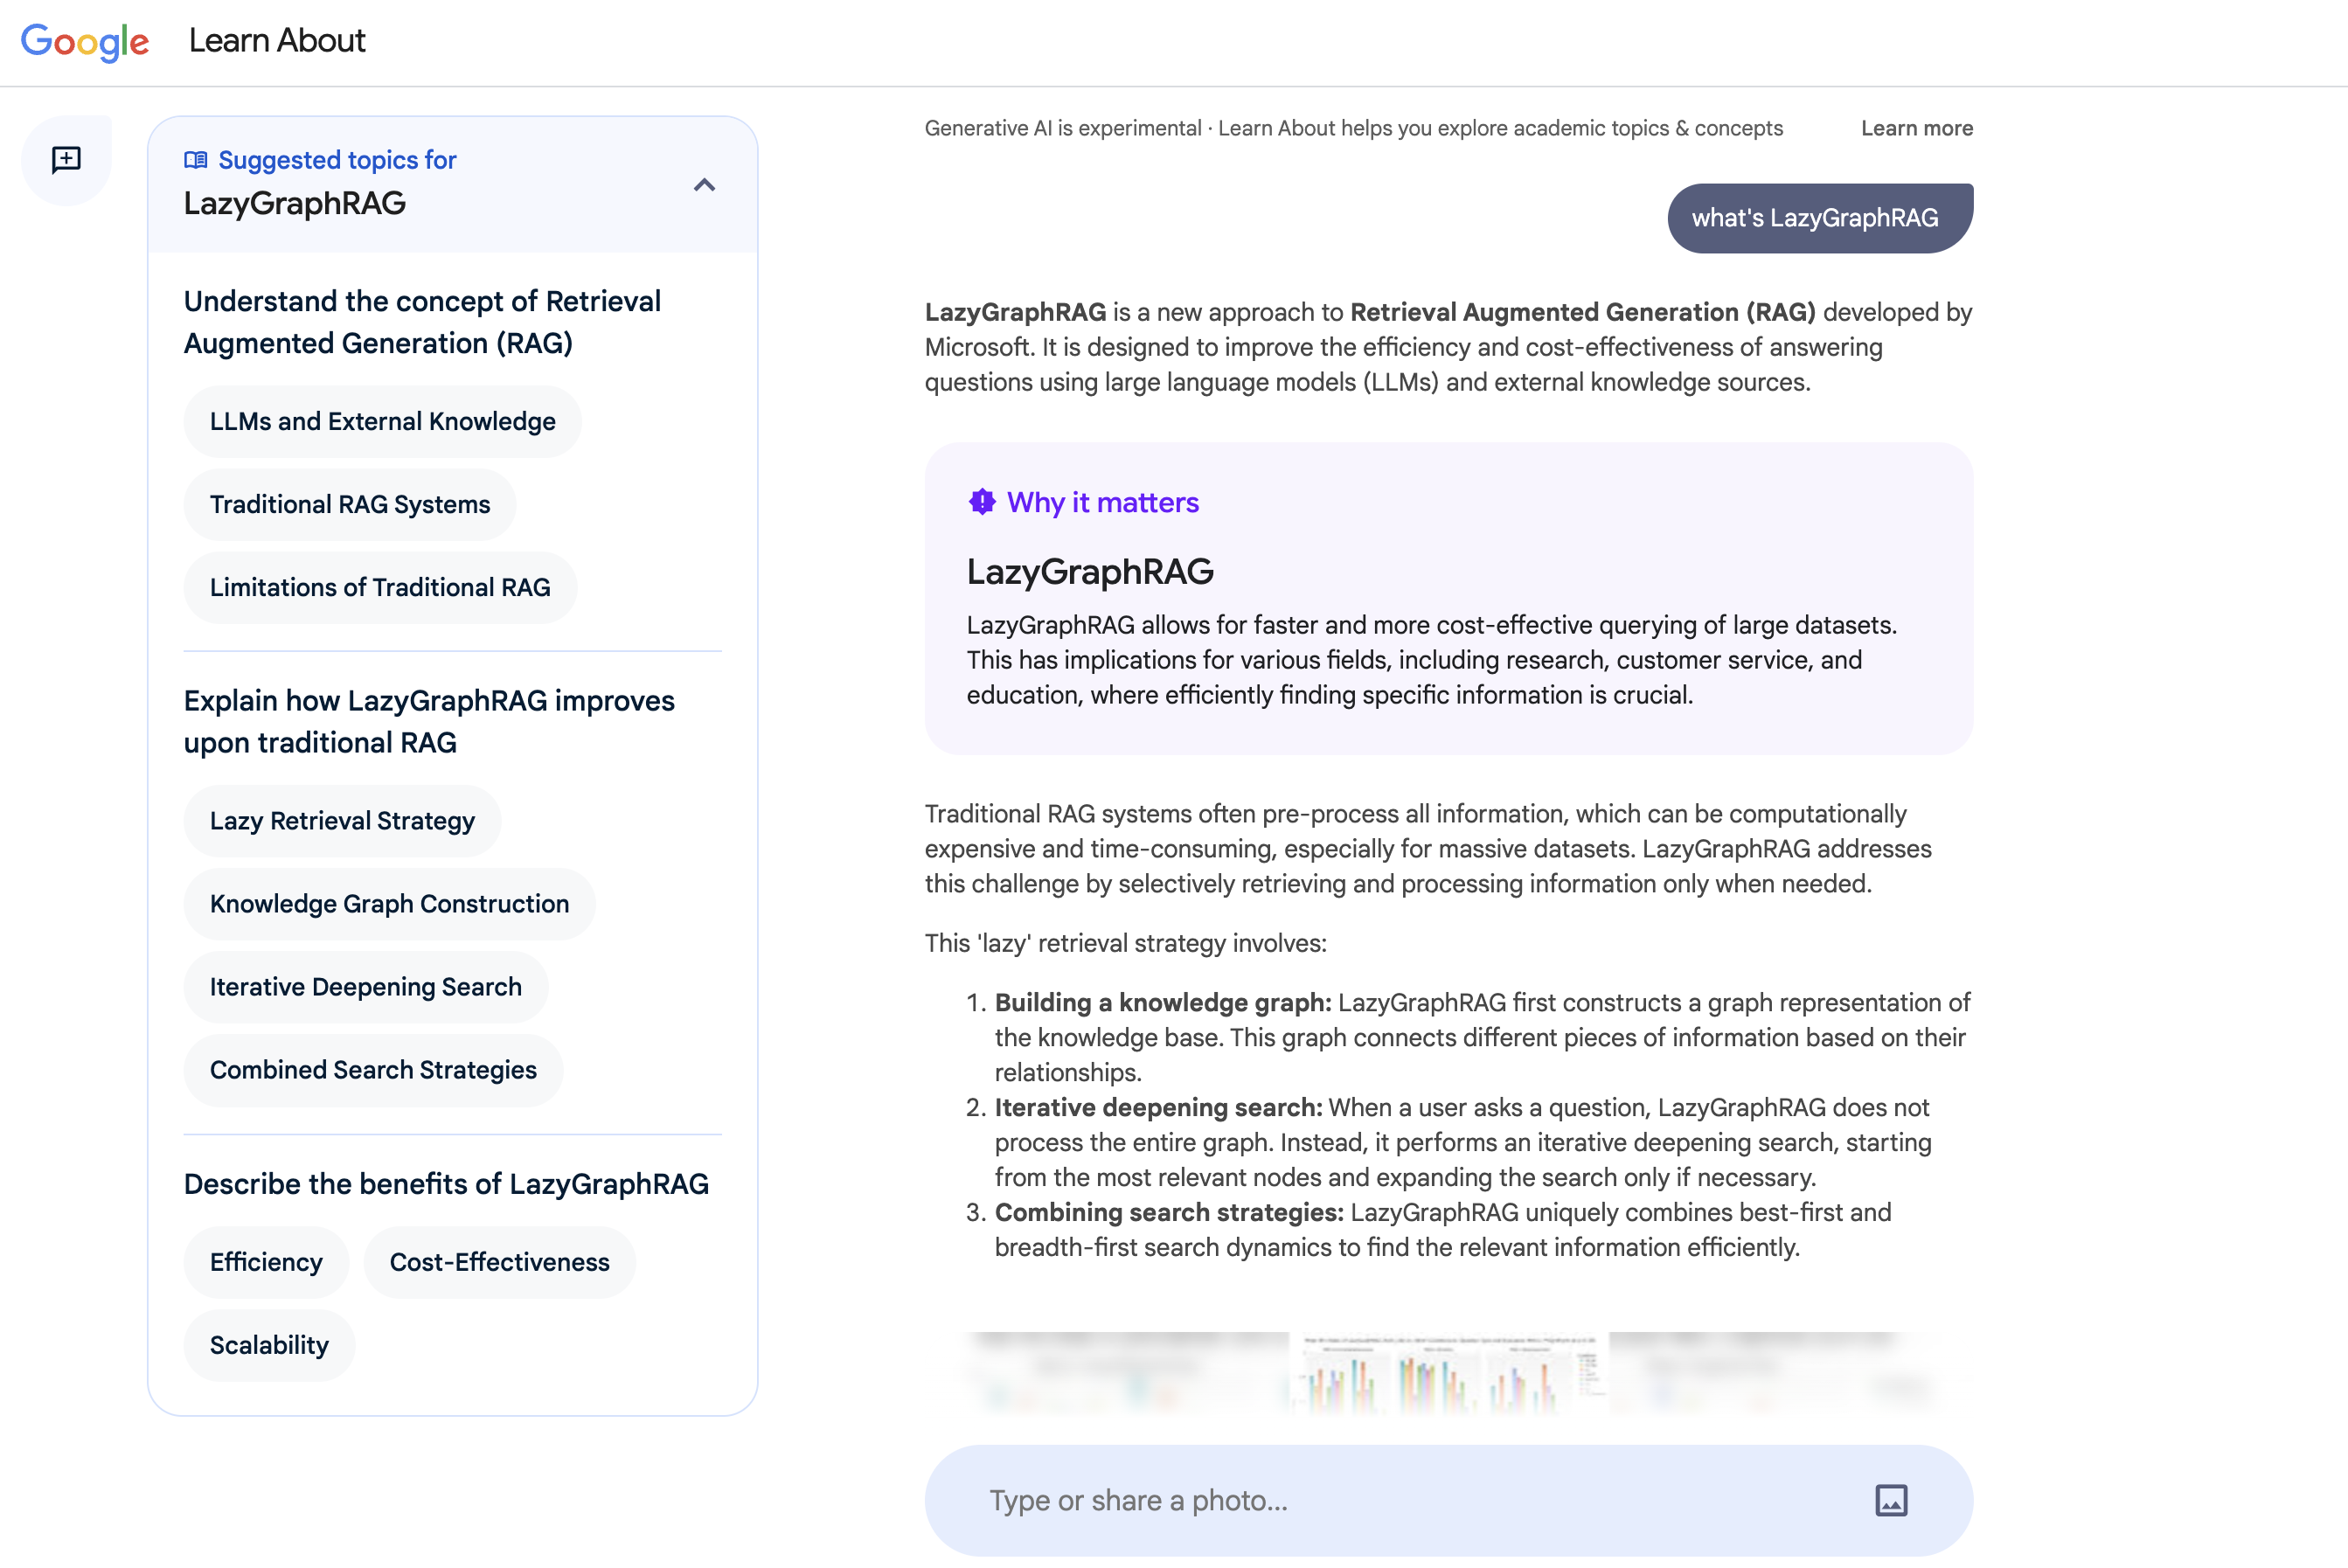 Google Learn About
Suggested topics for
LazyGraphRAG
Understand the concept of Retrieval
Augmented Generation (RAG)
LLMs and External Knowledge
Traditional RAG Systems
Limitations of Traditional RAG
Explain how LazyGraphRAG improves
upon traditional RAG
Lazy Retrieval Strategy
Knowledge Graph Construction
Iterative Deepening Search
Combined Search Strategies
Describe the benefits of LazyGraphRAG
Efficiency Cost-Effectiveness
Scalability
Generative AI is experimental · Learn About helps you explore academic topics & concepts Learn more
what's LazyGraphRAG
LazyGraphRAG is a new approach to Retrieval Augmented Generation (RAG) developed by
Microsoft. It is designed to improve the efficiency and cost-effectiveness of answering
questions using large language models (LLMs) and external knowledge sources.
Why it matters
LazyGraphRAG
LazyGraphRAG allows for faster and more cost-effective querying of large datasets.
This has implications for various fields, including research, customer service, and
education, where efficiently finding specific information is crucial.
Traditional RAG systems often pre-process all information, which can be computationally
expensive and time-consuming, especially for massive datasets. LazyGraphRAG addresses
this challenge by selectively retrieving and processing information only when needed.
This 'lazy' retrieval strategy involves:
1. Building a knowledge graph: LazyGraphRAG first constructs a graph representation of
the knowledge base. This graph connects different pieces of information based on their
relationships.
2. Iterative deepening search: When a user asks a question, LazyGraphRAG does not
process the entire graph. Instead, it performs an iterative deepening search, starting
from the most relevant nodes and expanding the search only if necessary.
3. Combining search strategies: LazyGraphRAG uniquely combines best-first and
breadth-first search dynamics to find the relevant information efficiently.
Type or share a photo...